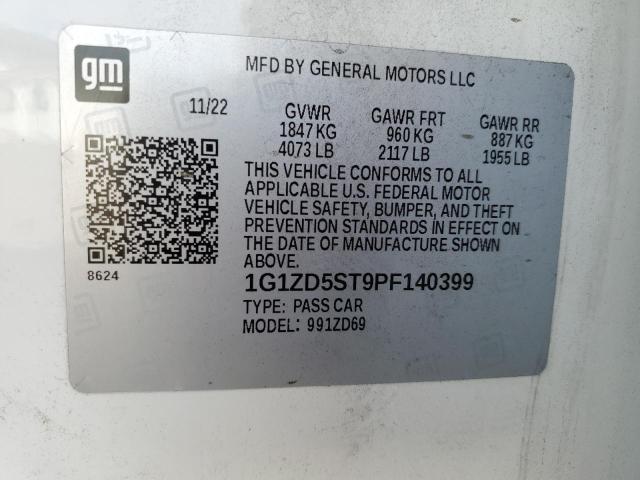 gm
MFD BY GENERAL MOTORS LLC
11/22 GVWR GAWR FRT GAWR RR
1847 KG 960 KG 887 KG
4073 LB 2117 LB 1955 LB
THIS VEHICLE CONFORMS TO ALL
APPLICABLE U.S. FEDERAL MOTOR
VEHICLE SAFETY, BUMPER, AND THEFT
PREVENTION STANDARDS IN EFFECT ON
THE DATE OF MANUFACTURE SHOWN
ABOVE.
8624
1G1ZD5ST9PF140399
TYPE: PASS CAR
MODEL: 991ZD69